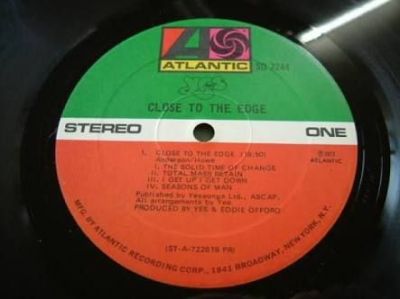 ATLANTIC SD 7244
YES
CLOSE TO THE EDGE
STEREO ONE
I. CLOSE TO THE EDGE (18:50)
Anderson/Howe
I. THE SOLID TIME OF CHANGE
II. TOTAL MASS RETAIN
III. I GET UP I GET DOWN
IV. SEASONS OF MAN
Published by Yessongs Ltd., ASCAP.
All arrangements by Yes
PRODUCED BY YES & EDDIE OFFORD
ATLANTIC
(ST-A-722616 PR)
MFG. BY ATLANTIC RECORDING CORP., 1841 BROADWAY, NEW YORK, N.Y.